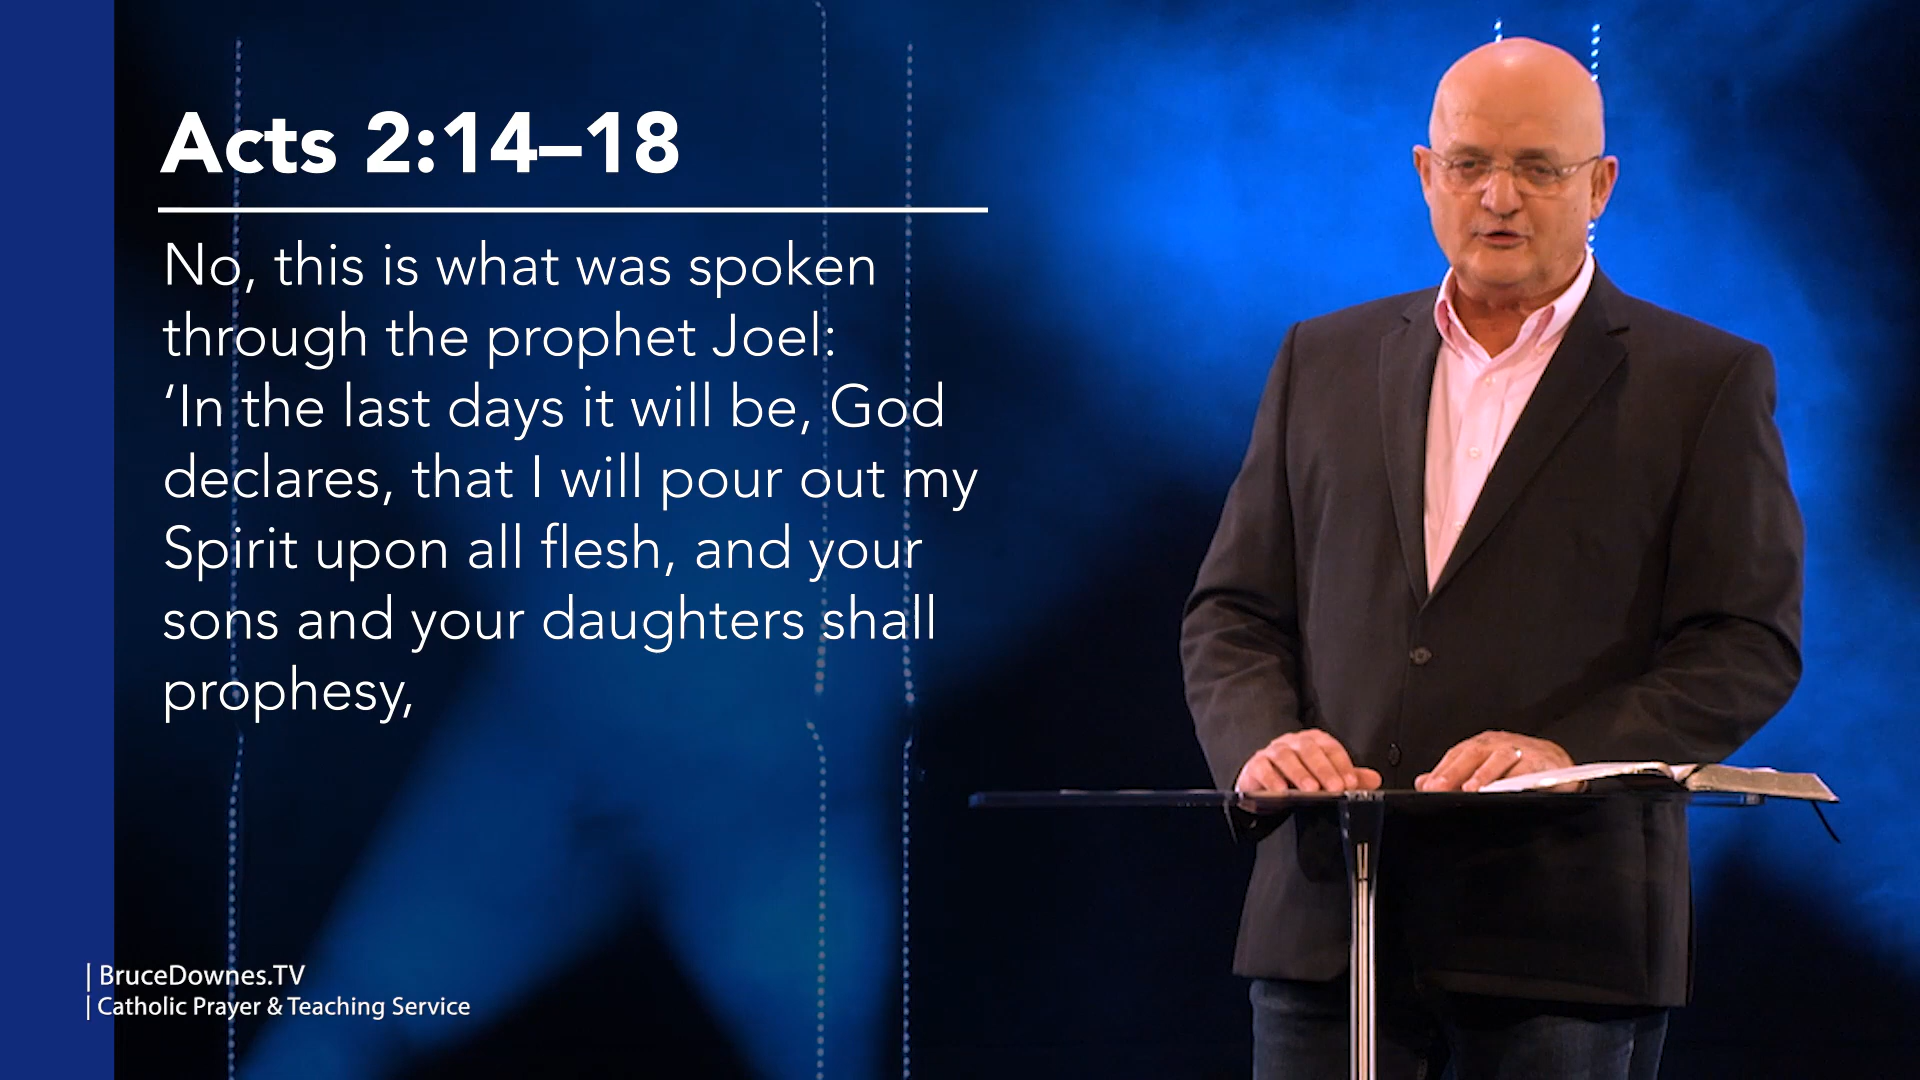 Acts 2:14–18
No, this is what was spoken
through the prophet Joel:
‘In the last days it will be, God
declares, that I will pour out my
Spirit upon all flesh, and your
sons and your daughters shall
prophesy,
| BruceDownes.TV
| Catholic Prayer & Teaching Service